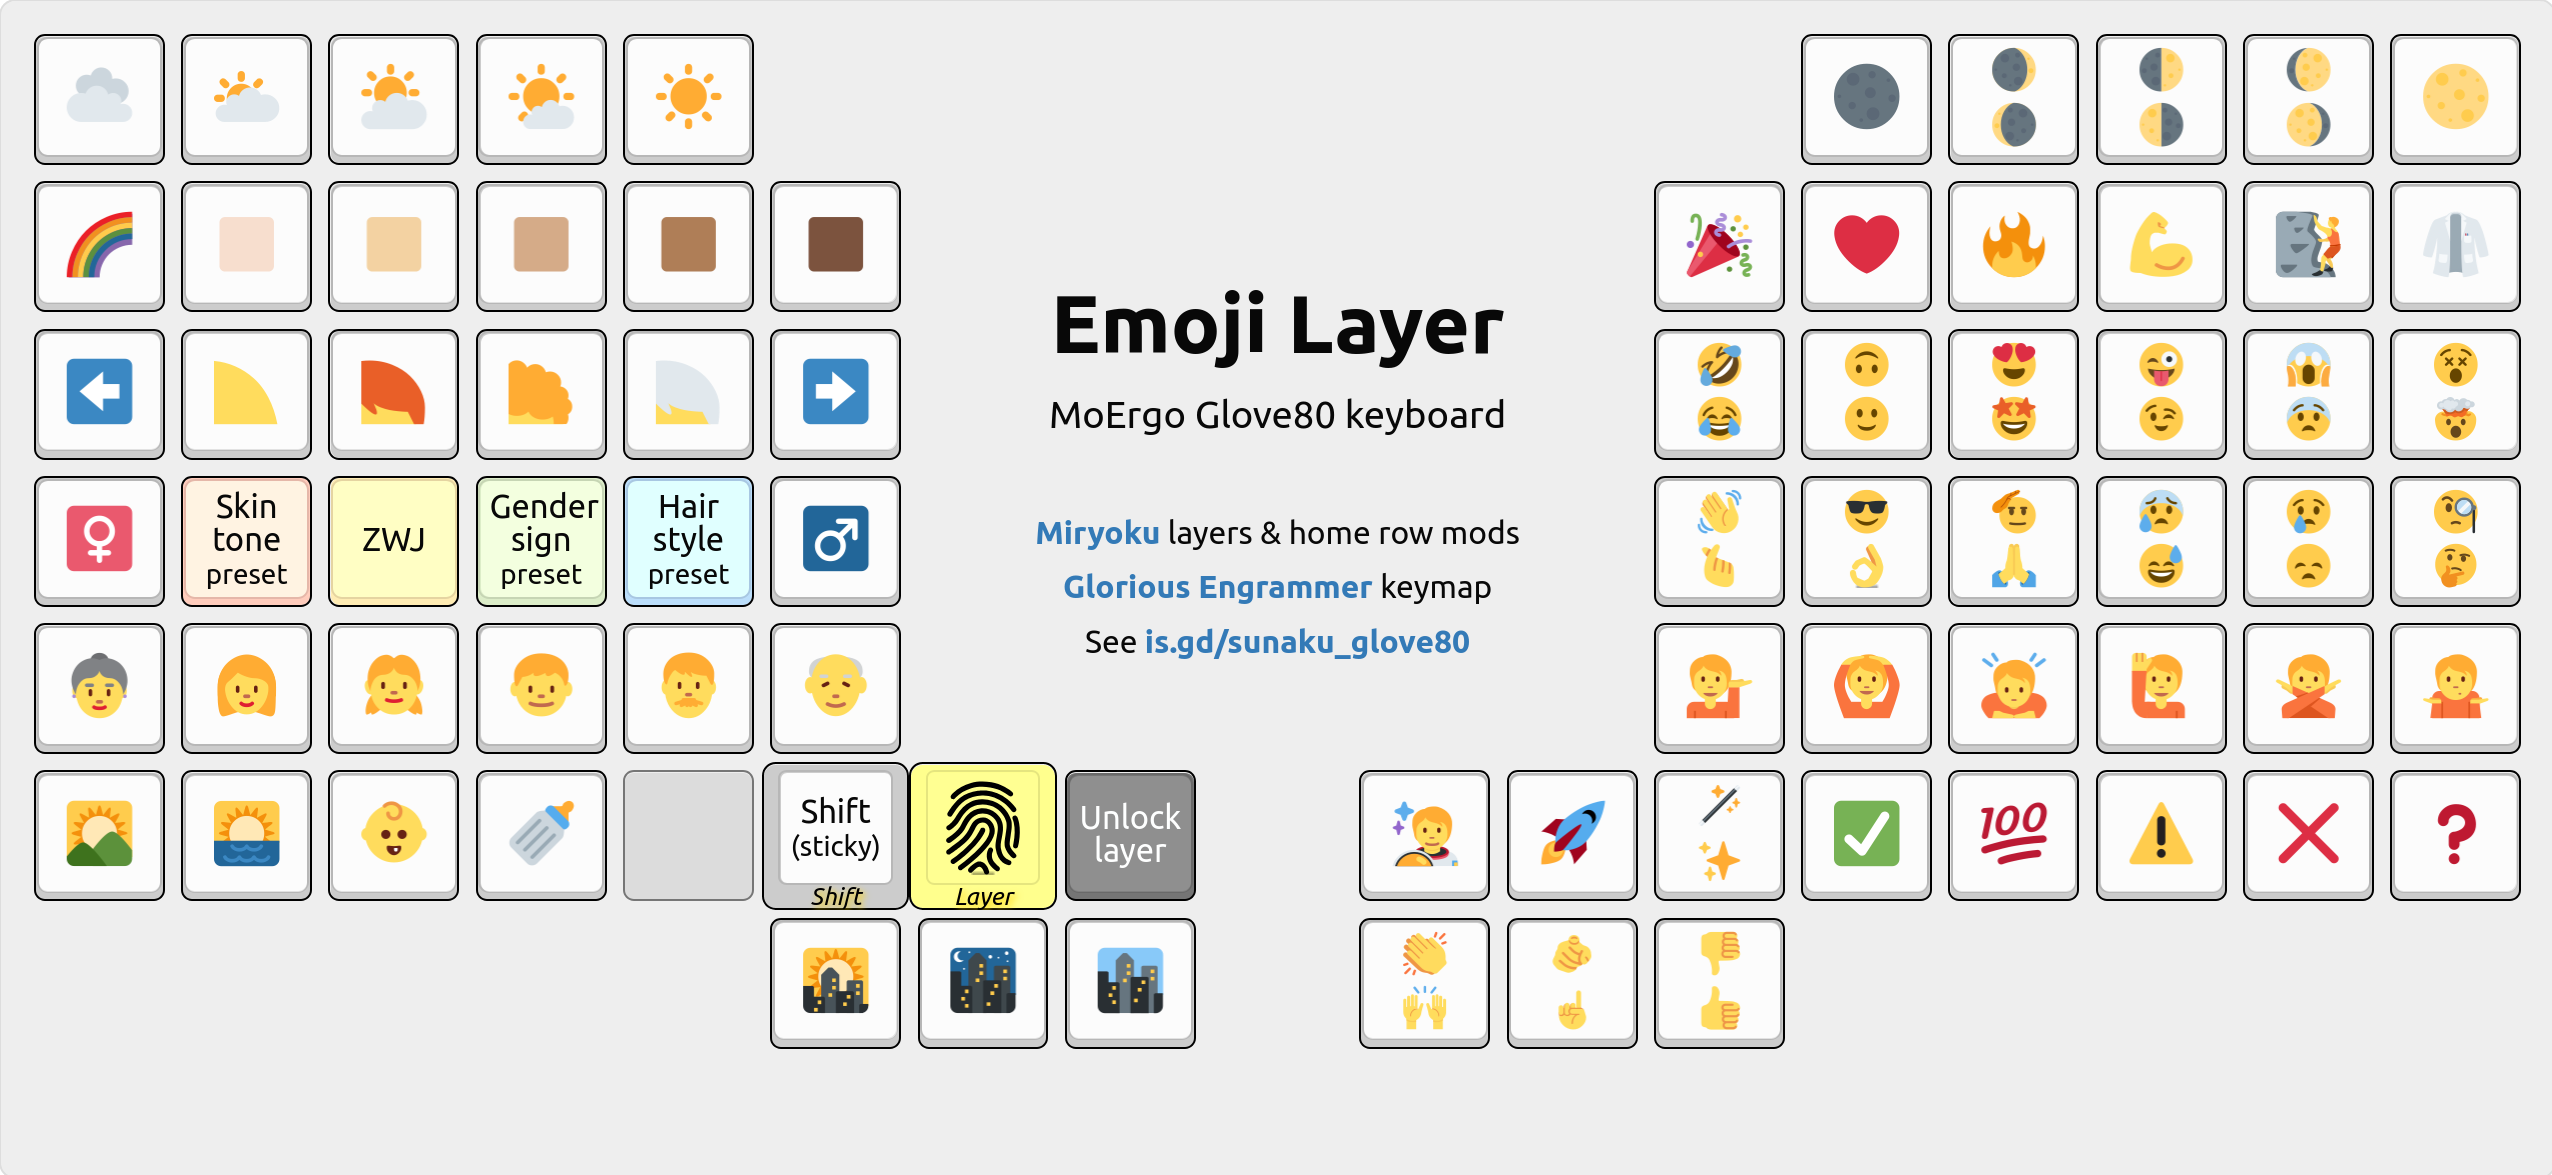 Emoji Layer
MoErgo Glove80 keyboard
Miryoku layers & home row mods
Glorious Engrammer keymap
See is.gd/sunaku_glove80
Skin
tone
preset
ZWJ
Gender
sign
preset
Hair
style
preset
Shift
(sticky)
Shift
Layer
Unlock
layer
100